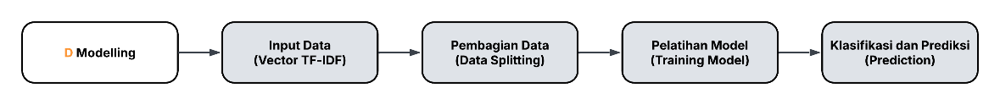 D Modelling
Input Data
(Vector TF-IDF)
Pembagian Data
(Data Splitting)
Pelatihan Model
(Training Model)
Klasifikasi dan Prediksi
(Prediction)